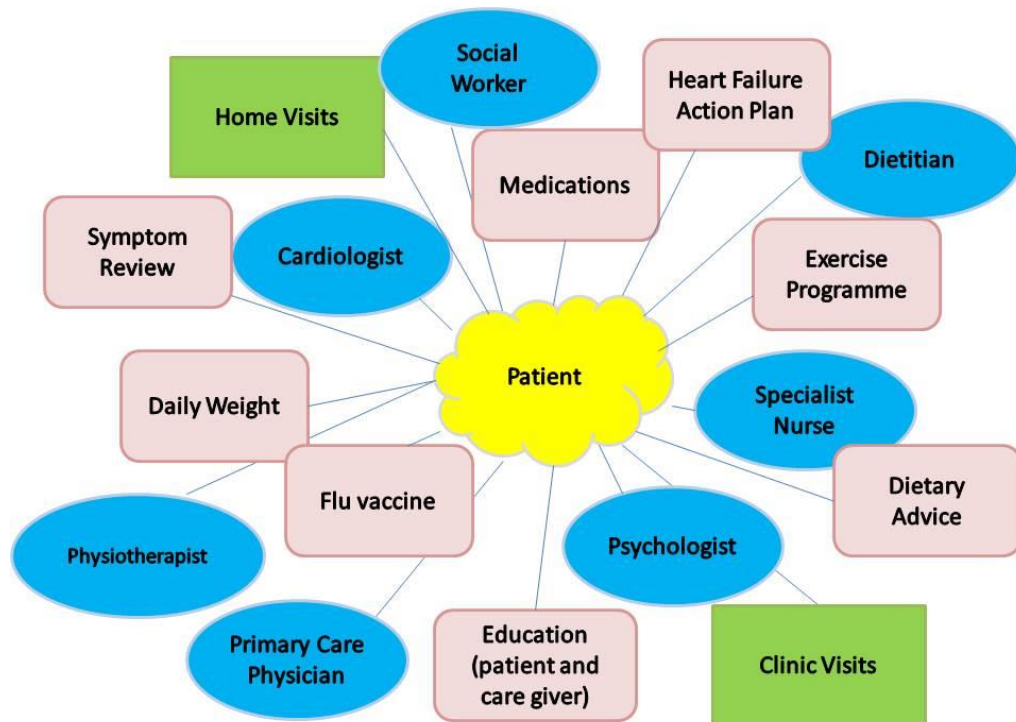 Social
Worker
Heart Failure
Action Plan
Home Visits
Dietitian
Medications
Symptom
Review
Cardiologist
Exercise
Programme
Patient
Daily Weight
Specialist
Nurse
Flu vaccine
Dietary
Advice
Physiotherapist
Psychologist
Primary Care
Physician
Education
(patient and
care giver)
Clinic Visits